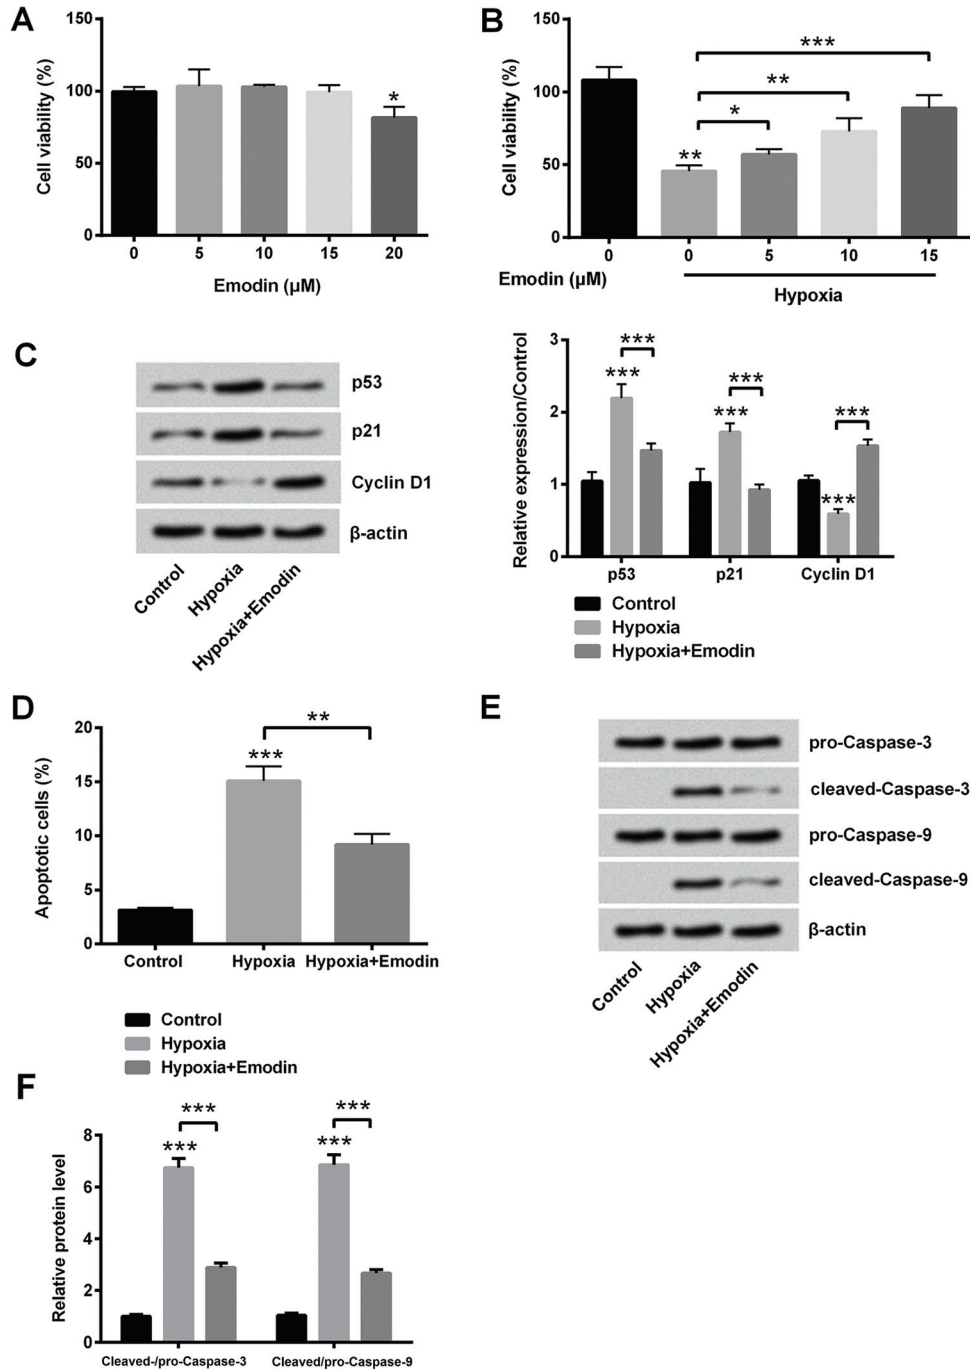 A
150
100
50
0
Cell viability (%)
*
0 5 10 15 20
Emodin (μM)
B
150
100
50
0
Cell viability (%)
**
*
**
***
0 0 5 10 15
Emodin (μM)
Hypoxia
C
p53
p21
Cyclin D1
β-actin
Control
Hypoxia
Hypoxia+Emodin
3
2
1
0
Relative expression/Control
***
***
***
***
***
***
p53 p21 Cyclin D1
Control
Hypoxia
Hypoxia+Emodin
D
20
15
10
5
0
Apoptotic cells (%)
***
**
Control Hypoxia Hypoxia+Emodin
E
pro-Caspase-3
cleaved-Caspase-3
pro-Caspase-9
cleaved-Caspase-9
β-actin
Control
Hypoxia
Hypoxia+Emodin
Control
Hypoxia
Hypoxia+Emodin
F
8
6
4
2
0
Relative protein level
***
***
***
***
Cleaved-/pro-Caspase-3 Cleaved/pro-Caspase-9